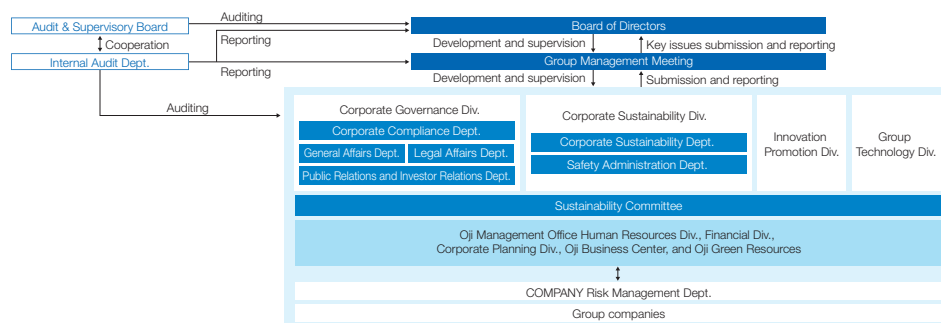 Audit & Supervisory Board
Auditing
Board of Directors
Cooperation
Reporting
Development and supervision
Key issues submission and reporting
Internal Audit Dept.
Group Management Meeting
Reporting
Development and supervision
Submission and reporting
Auditing
Corporate Governance Div.
Corporate Compliance Dept.
General Affairs Dept.
Legal Affairs Dept.
Public Relations and Investor Relations Dept.
Corporate Sustainability Div.
Corporate Sustainability Dept.
Safety Administration Dept.
Innovation
Promotion Div.
Group
Technology Div.
Sustainability Committee
Oji Management Office Human Resources Div., Financial Div.,
Corporate Planning Div., Oji Business Center, and Oji Green Resources
COMPANY Risk Management Dept.
Group companies